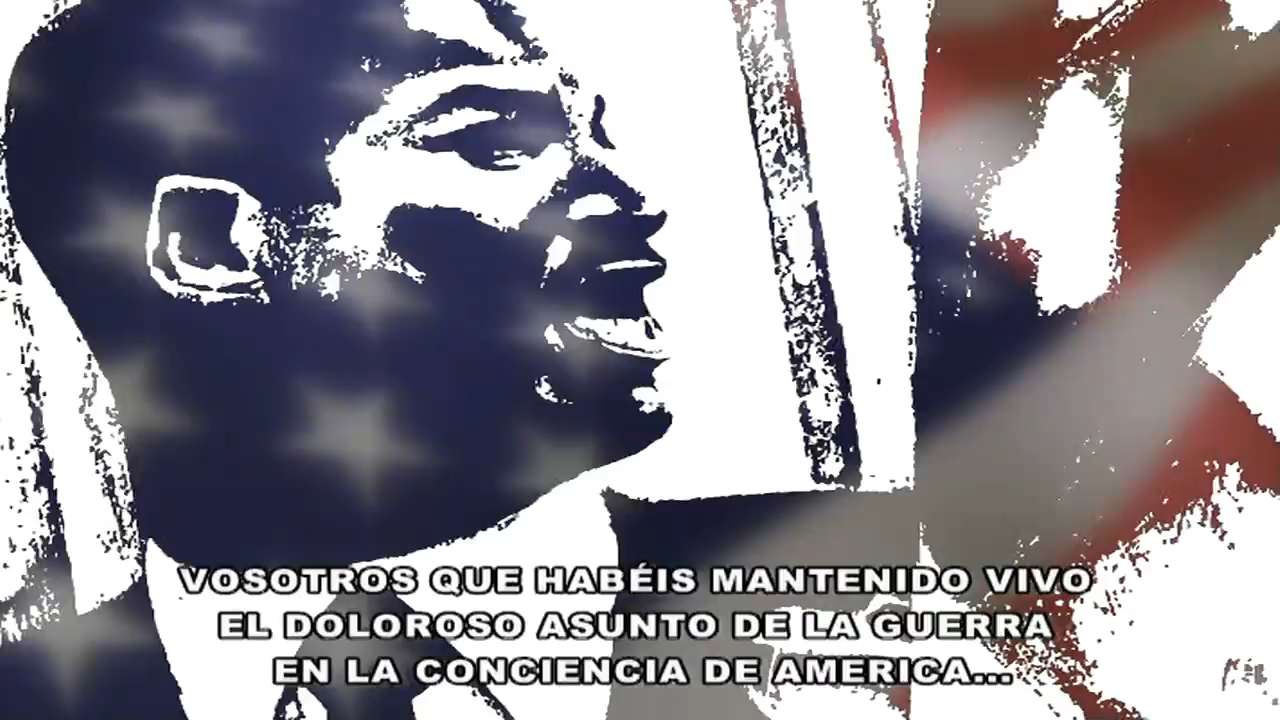 VOSOTROS QUE HABÉIS MANTENIDO VIVO
EL DOLOROSO ASUNTO DE LA GUERRA
EN LA CONCIENCIA DE AMERICA...